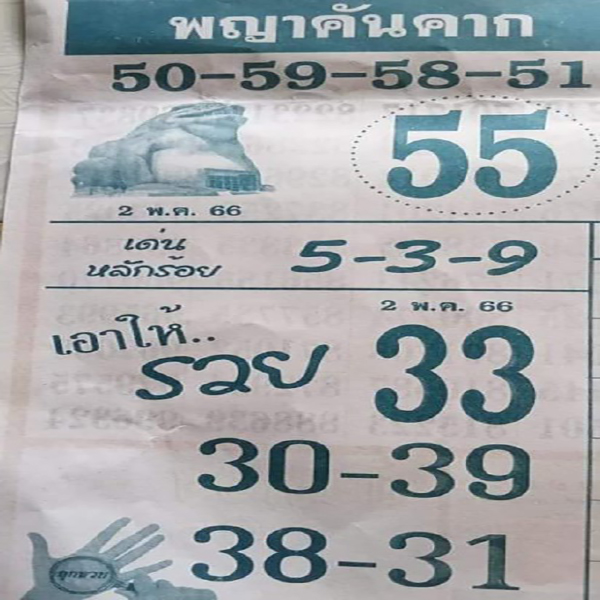 พญาคันคาก
50-59-58-51
55
2 พ.ค. 66
เด่น
หลักร้อย
5-3-9
2 พ.ค. 66
เอาให้..
รวย
33
30-39
38-31